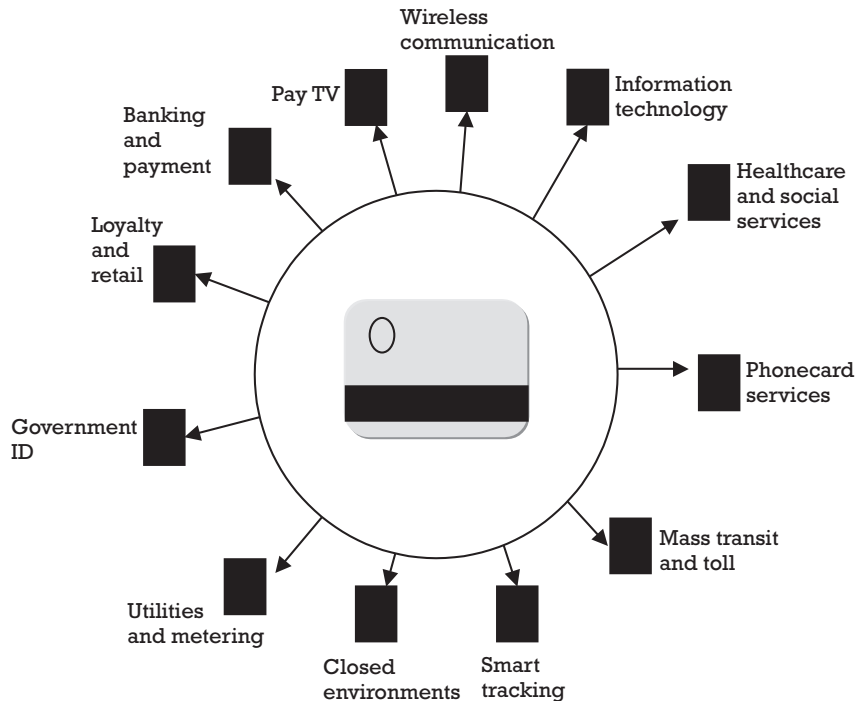 Wireless
communication
Pay TV
Information
technology
Banking
and
payment
Healthcare
and social
services
Loyalty
and
retail
Phonecard
services
Government
ID
Mass transit
and toll
Utilities
and metering
Closed
environments
Smart
tracking